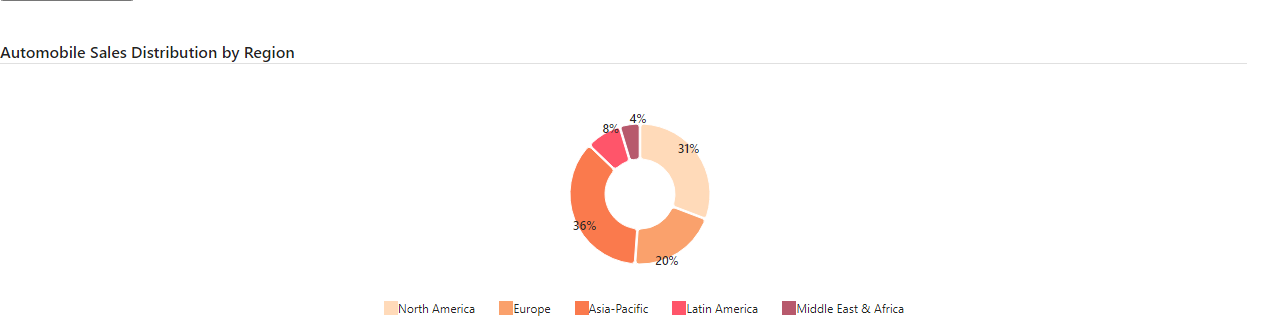 Automobile Sales Distribution by Region
4%
8%
31%
36%
20%
North America Europe Asia-Pacific Latin America Middle East & Africa